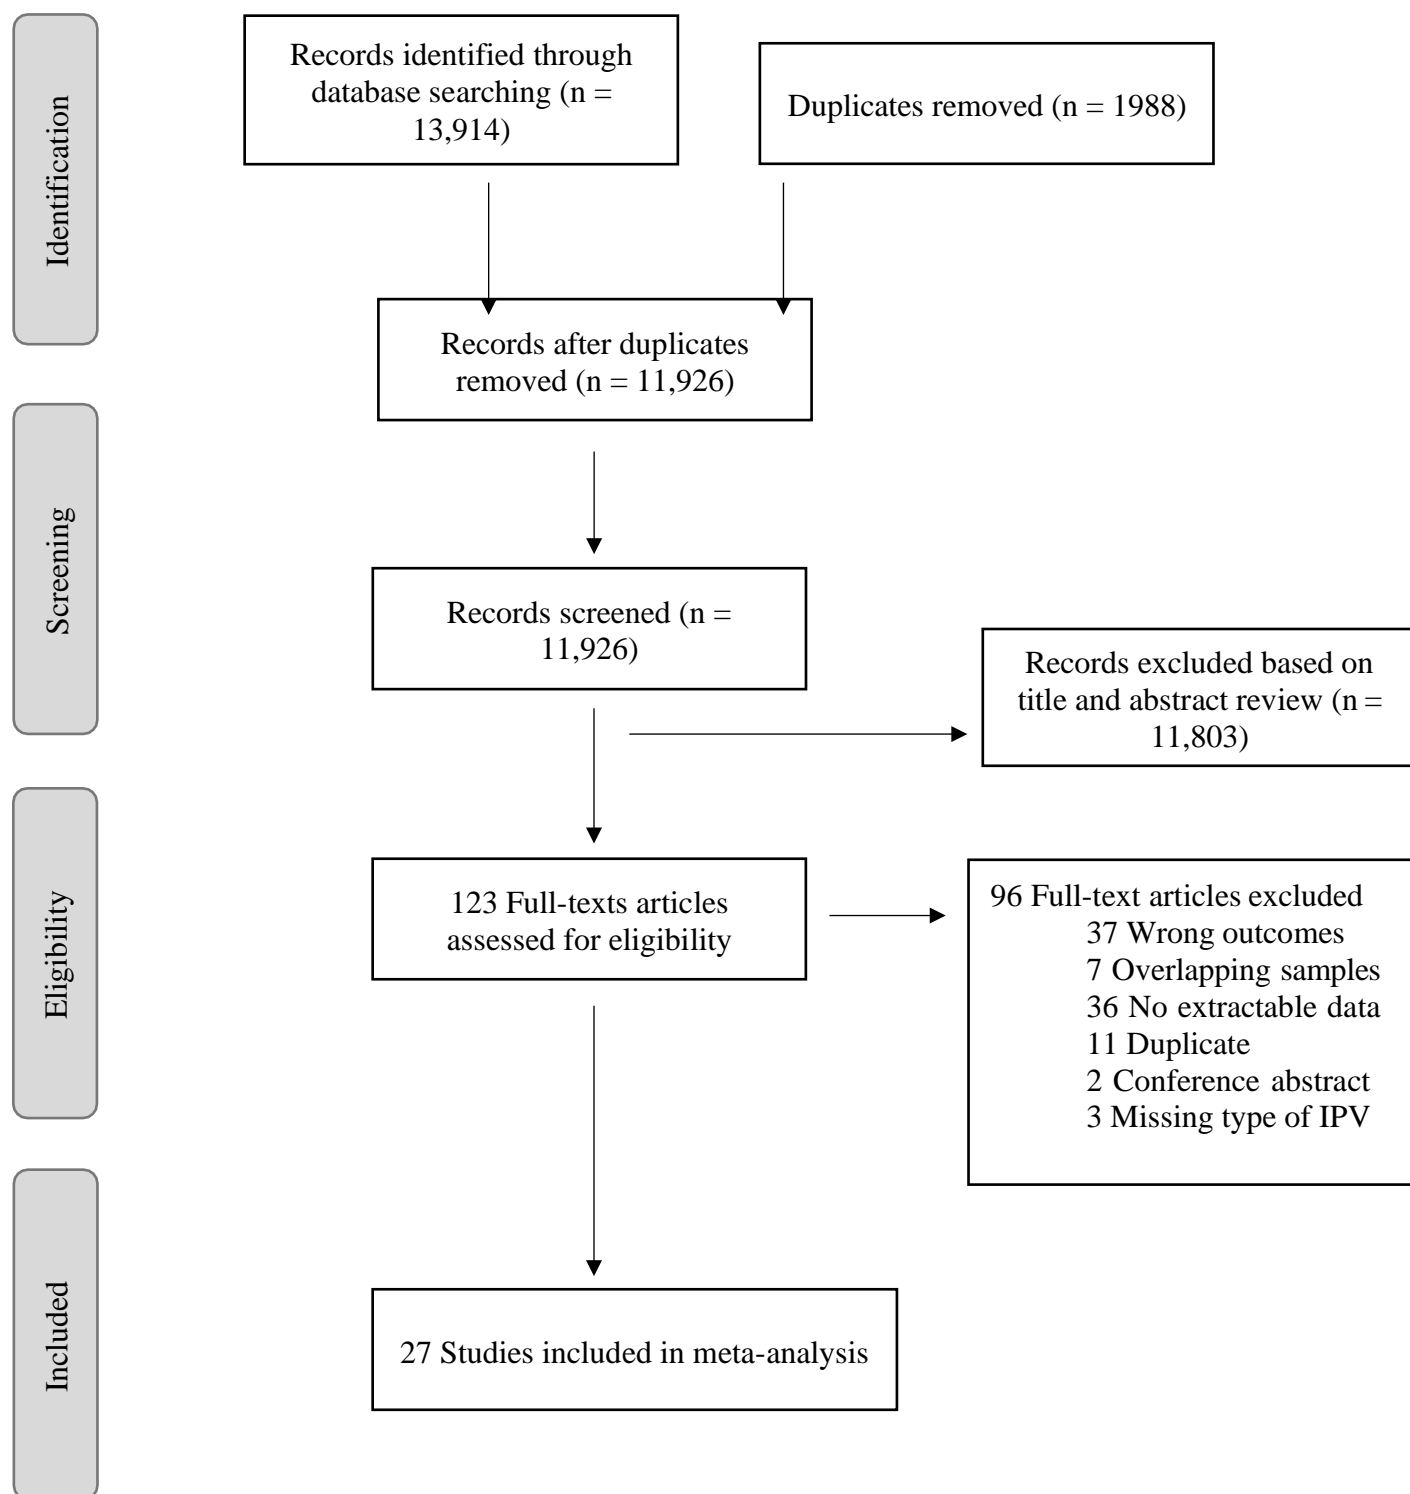 Identification
Records identified through
database searching (n =
13,914)
Duplicates removed (n = 1988)
Records after duplicates
removed (n = 11,926)
Screening
Records screened (n =
11,926)
Records excluded based on
title and abstract review (n =
11,803)
Eligibility
123 Full-texts articles
assessed for eligibility
96 Full-text articles excluded
37 Wrong outcomes
7 Overlapping samples
36 No extractable data
11 Duplicate
2 Conference abstract
3 Missing type of IPV
Included
27 Studies included in meta-analysis